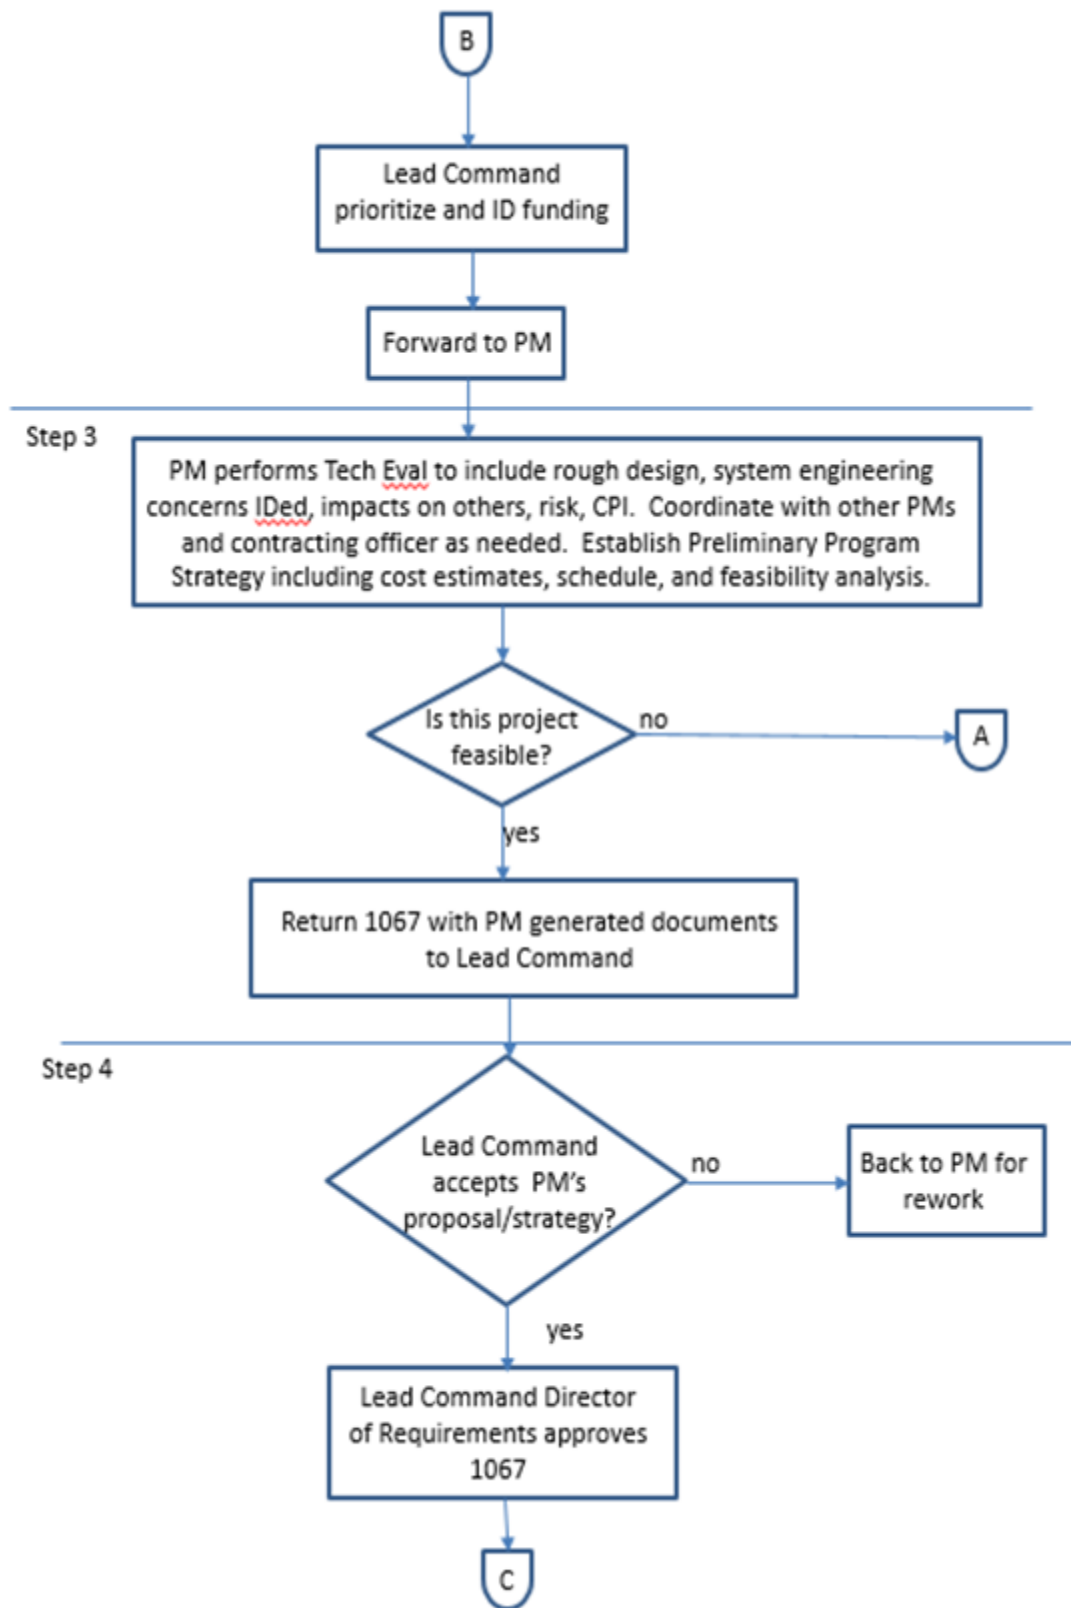 B
Lead Command
prioritize and ID funding
Forward to PM
Step 3
PM performs Tech Eval to include rough design, system engineering
concerns IDed, impacts on others, risk, CPI.  Coordinate with other PMs
and contracting officer as needed.  Establish Preliminary Program
Strategy including cost estimates, schedule, and feasibility analysis.
Is this project
feasible?
no
A
yes
Return 1067 with PM generated documents
to Lead Command
Step 4
Lead Command
accepts  PM's
proposal/strategy?
no
Back to PM for
rework
yes
Lead Command Director
of Requirements approves
1067
C